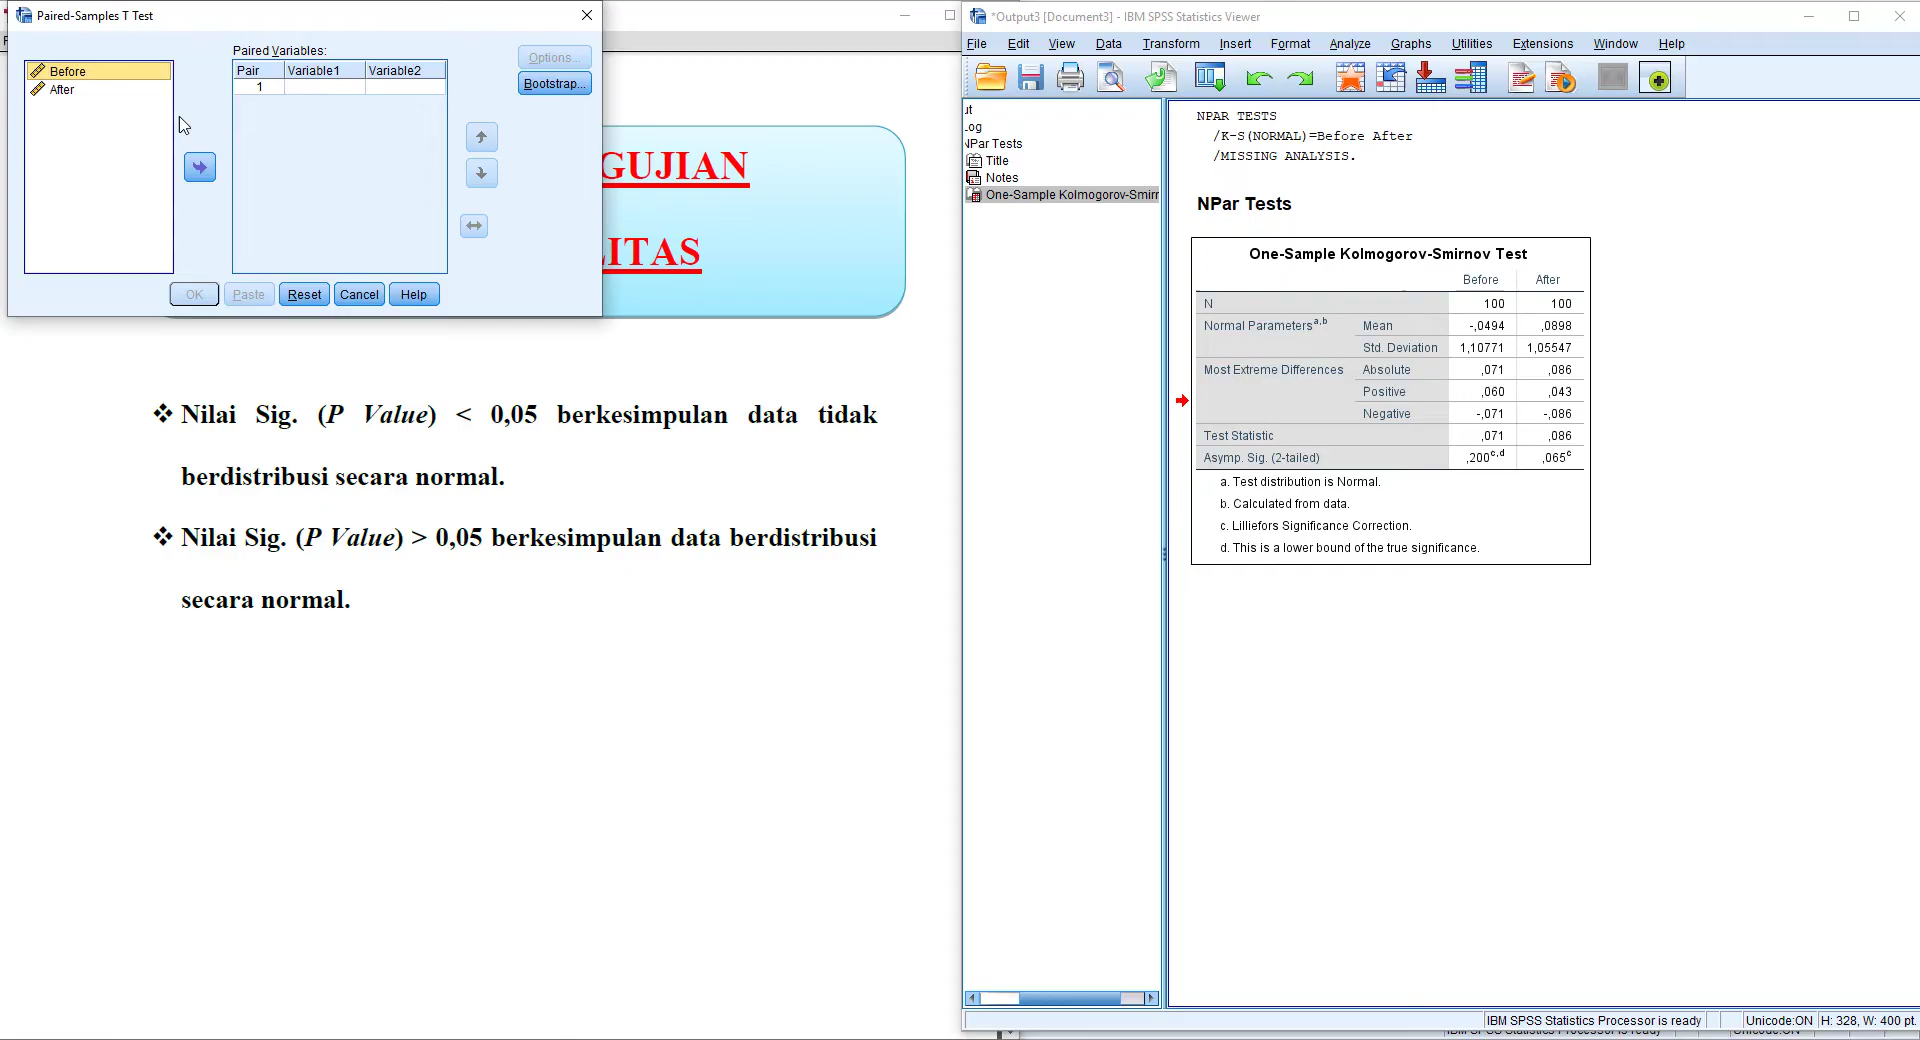 Paired-Samples T Test
Before
After
Paired Variables:
Pair Variable1 Variable2
1
Options...
Bootstrap...
OK Paste Reset Cancel Help
GUJIAN
LITAS
❖ Nilai Sig. (P Value) < 0,05 berkesimpulan data tidak
berdistribusi secara normal.
❖ Nilai Sig. (P Value) > 0,05 berkesimpulan data berdistribusi
secara normal.
*Output3 [Document3] - IBM SPSS Statistics Viewer
File Edit View Data Transform Insert Format Analyze Graphs Utilities Extensions Window Help
ut
Log
NPar Tests
Title
Notes
One-Sample Kolmogorov-Smirn
NPAR TESTS
/K-S(NORMAL)=Before After
/MISSING ANALYSIS.
NPar Tests
One-Sample Kolmogorov-Smirnov Test
Before After
N 100 100
Normal Parameters a,b Mean -,0494 ,0898
Std. Deviation 1,10771 1,05547
Most Extreme Differences Absolute ,071 ,086
Positive ,060 ,043
Negative -,071 -,086
Test Statistic ,071 ,086
Asymp. Sig. (2-tailed) ,200 c,d ,065 c
a. Test distribution is Normal.
b. Calculated from data.
c. Lilliefors Significance Correction.
d. This is a lower bound of the true significance.
IBM SPSS Statistics Processor is ready Unicode:ON H: 328, W: 400 pt.